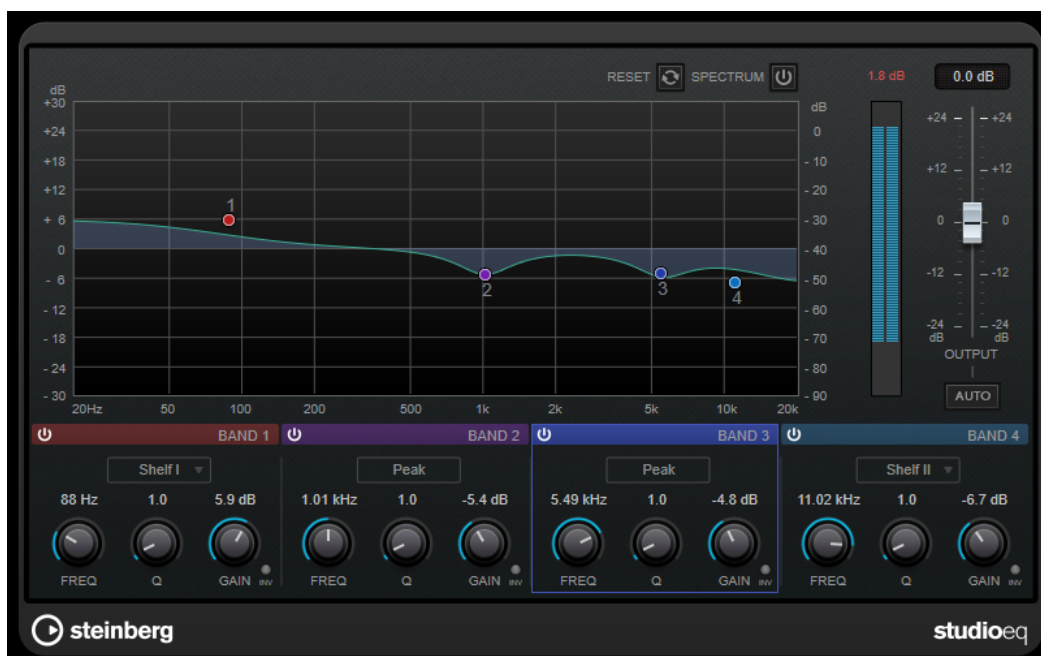 RESET SPECTRUM 1.8 dB 0.0 dB
dB
+30 dB
+24 0 +24 +24
+18 - 10
+12 - 20 +12 +12
1
+ 6 - 30 0 0
0 - 40
- 6 2 3 4 - 50 -12 -12
- 12 - 60
- 18 - 70 -24 -24
dB dB
- 24 - 80 OUTPUT
- 30 - 90 AUTO
20Hz 50 100 200 500 1k 2k 5k 10k 20k
BAND 1 BAND 2 BAND 3 BAND 4
Shelf I Peak Peak Shelf II
88 Hz 1.0 5.9 dB 1.01 kHz 1.0 -5.4 dB 5.49 kHz 1.0 -4.8 dB 11.02 kHz 1.0 -6.7 dB
FREQ Q GAIN INV FREQ Q GAIN INV FREQ Q GAIN INV FREQ Q GAIN INV
steinberg studioeq